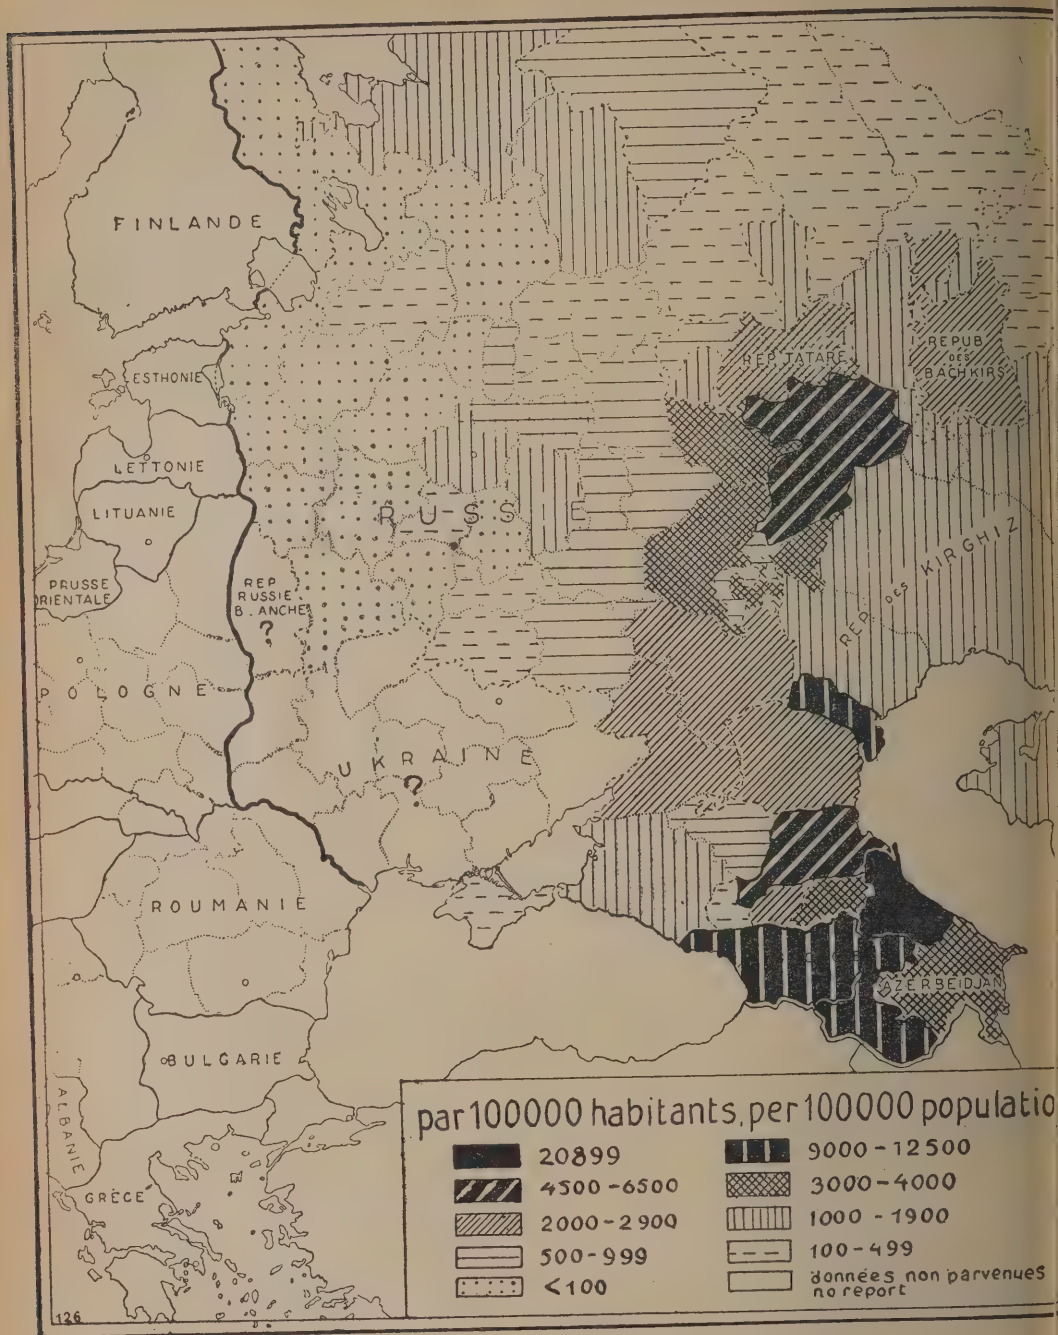 FINLANDE
ESTHONIE
LETTONIE
LITUANIE
PRUSSE
ORIENTALE
POLOGNE
RUSSE
REP
RUSSIE
B.ANCHE
?
UKRAINE
?
REP. TATARE
REPUB
DES
BACHKIRS
REP. DES KIRGHIZ
AZERBEIDJAN
ROUMANIE
BULGARIE
ALBANIE
GRÈCE
par 100000 habitants, per 100000 populatio
20899
9000-12500
4500-6500
3000-4000
2000-2900
1000-1900
500-999
100-499
<100
données non parvenues
no report
126